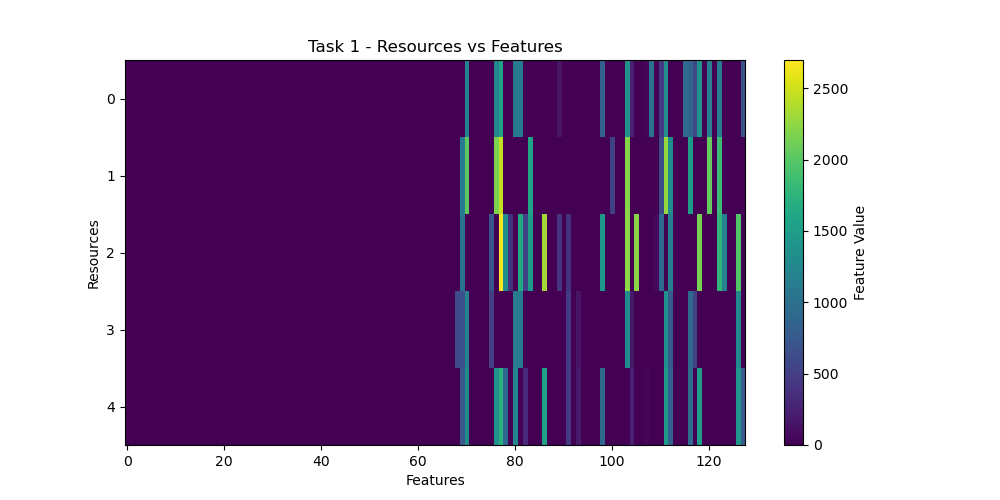 Task 1 - Resources vs Features
Resources
0
1
2
3
4
0 20 40 60 80 100 120
Features
2500
2000
1500
1000
500
0
Feature Value